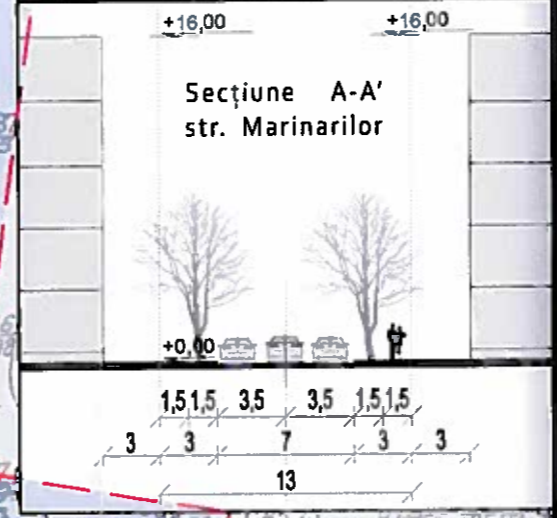 +16,00 +16,00
Secțiune A-A'
str. Marinarilor
+0,00
1,5 1,5 3,5 3,5 1,5 1,5
3 3 7 3 3
13